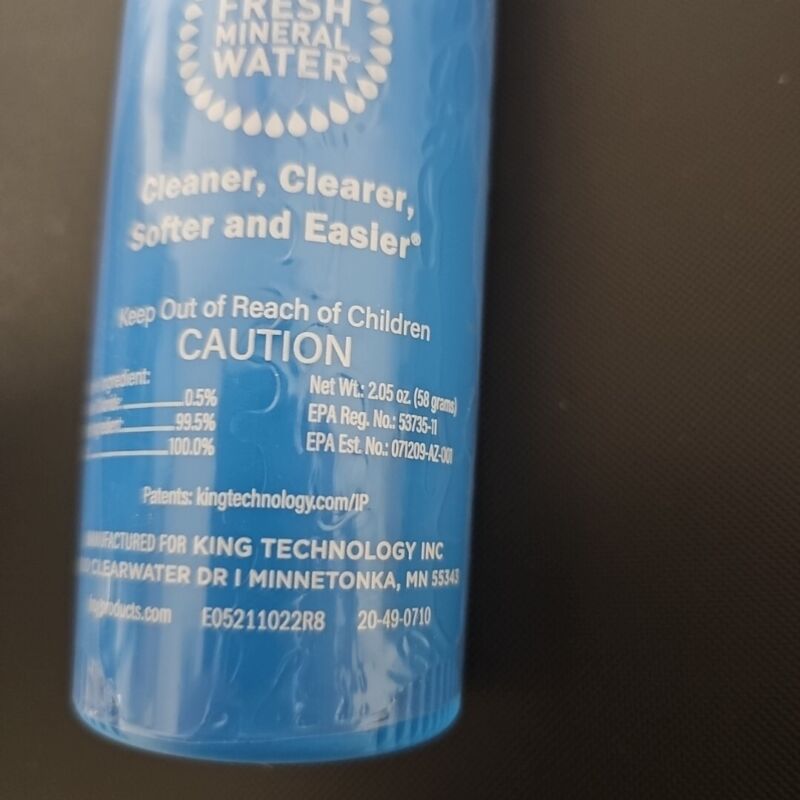 FRESH
MINERAL
WATER
Cleaner, Clearer,
Softer and Easier®
Keep Out of Reach of Children
CAUTION
ingredient:
0.5%
99.5%
100.0%
Net Wt.: 2.05 oz. (58 grams)
EPA Reg. No.: 53735-11
EPA Est. No.: 071209-AZ-001
Patents: kingtechnology.com/IP
MANUFACTURED FOR KING TECHNOLOGY INC
CLEARWATER DR I MINNETONKA, MN 55343
E05211022R8 20-49-0710